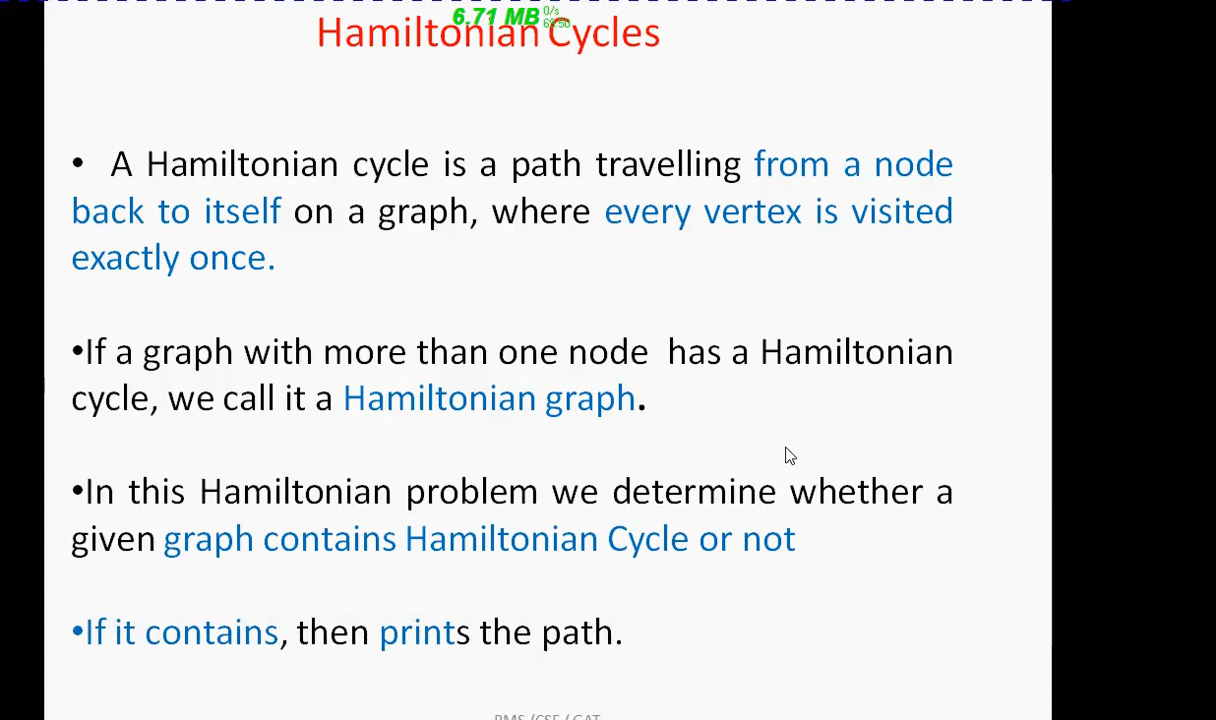 6.71 MB
0/s
Hamiltonian Cycles
• A Hamiltonian cycle is a path travelling from a node
back to itself on a graph, where every vertex is visited
exactly once.
•If a graph with more than one node has a Hamiltonian
cycle, we call it a Hamiltonian graph.
•In this Hamiltonian problem we determine whether a
given graph contains Hamiltonian Cycle or not
•If it contains, then prints the path.